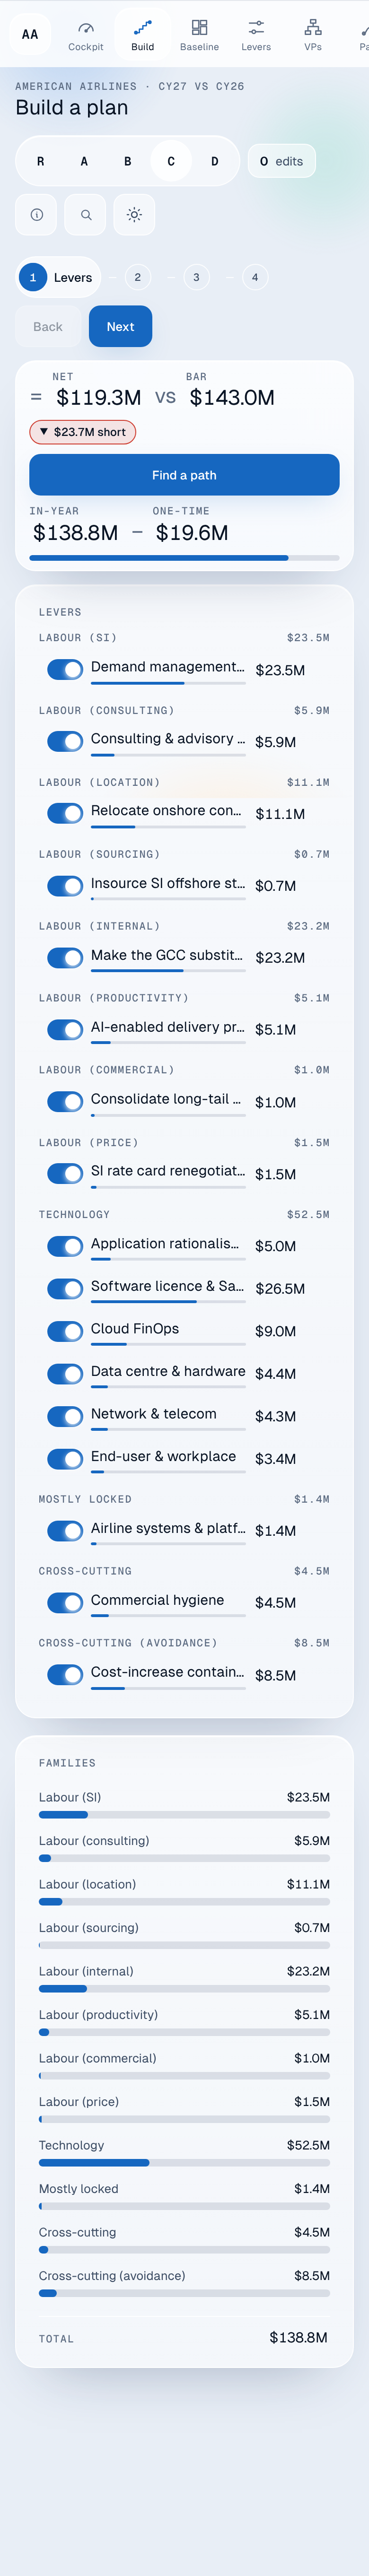 AA
Cockpit
Build
Baseline
Levers
VPs
Pa
AMERICAN AIRLINES · CY27 VS CY26
Build a plan
R A B C D
0 edits
1 Levers 2 3 4
Back Next
NET BAR
= $119.3M VS $143.0M
▼ $23.7M short
Find a path
IN-YEAR ONE-TIME
$138.8M – $19.6M
LEVERS
LABOUR (SI) $23.5M
Demand management... $23.5M
LABOUR (CONSULTING) $5.9M
Consulting & advisory ... $5.9M
LABOUR (LOCATION) $11.1M
Relocate onshore con... $11.1M
LABOUR (SOURCING) $0.7M
Insource SI offshore st... $0.7M
LABOUR (INTERNAL) $23.2M
Make the GCC substit... $23.2M
LABOUR (PRODUCTIVITY) $5.1M
AI-enabled delivery pr... $5.1M
LABOUR (COMMERCIAL) $1.0M
Consolidate long-tail ... $1.0M
LABOUR (PRICE) $1.5M
SI rate card renegotiat... $1.5M
TECHNOLOGY $52.5M
Application rationalis... $5.0M
Software licence & Sa... $26.5M
Cloud FinOps $9.0M
Data centre & hardware $4.4M
Network & telecom $4.3M
End-user & workplace $3.4M
MOSTLY LOCKED $1.4M
Airline systems & platf... $1.4M
CROSS-CUTTING $4.5M
Commercial hygiene $4.5M
CROSS-CUTTING (AVOIDANCE) $8.5M
Cost-increase contain... $8.5M
FAMILIES
Labour (SI) $23.5M
Labour (consulting) $5.9M
Labour (location) $11.1M
Labour (sourcing) $0.7M
Labour (internal) $23.2M
Labour (productivity) $5.1M
Labour (commercial) $1.0M
Labour (price) $1.5M
Technology $52.5M
Mostly locked $1.4M
Cross-cutting $4.5M
Cross-cutting (avoidance) $8.5M
TOTAL $138.8M